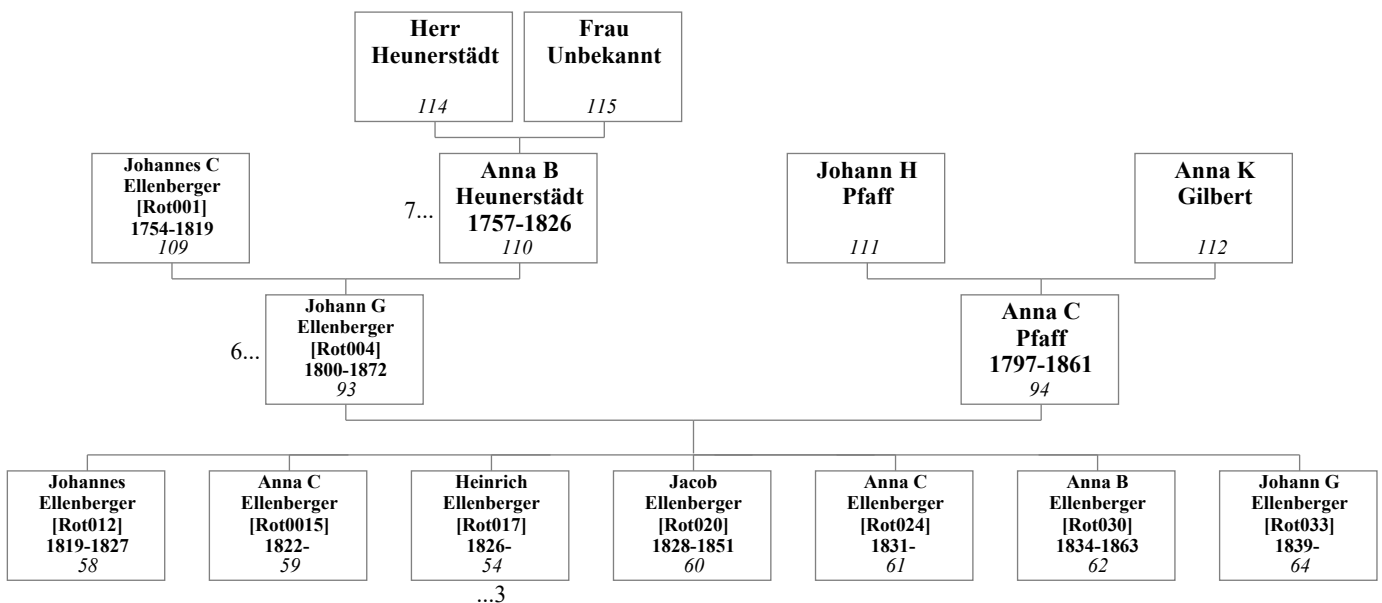 Herr
Heunerstädt
114
Frau
Unbekannt
115
Johannes C
Ellenberger
[Rot001]
1754-1819
109
7...
Anna B
Heunerstädt
1757-1826
110
Johann H
Pfaff
111
Anna K
Gilbert
112
6...
Johann G
Ellenberger
[Rot004]
1800-1872
93
Anna C
Pfaff
1797-1861
94
Johannes
Ellenberger
[Rot012]
1819-1827
58
Anna C
Ellenberger
[Rot0015]
1822-
59
Heinrich
Ellenberger
[Rot017]
1826-
54
...3
Jacob
Ellenberger
[Rot020]
1828-1851
60
Anna C
Ellenberger
[Rot024]
1831-
61
Anna B
Ellenberger
[Rot030]
1834-1863
62
Johann G
Ellenberger
[Rot033]
1839-
64